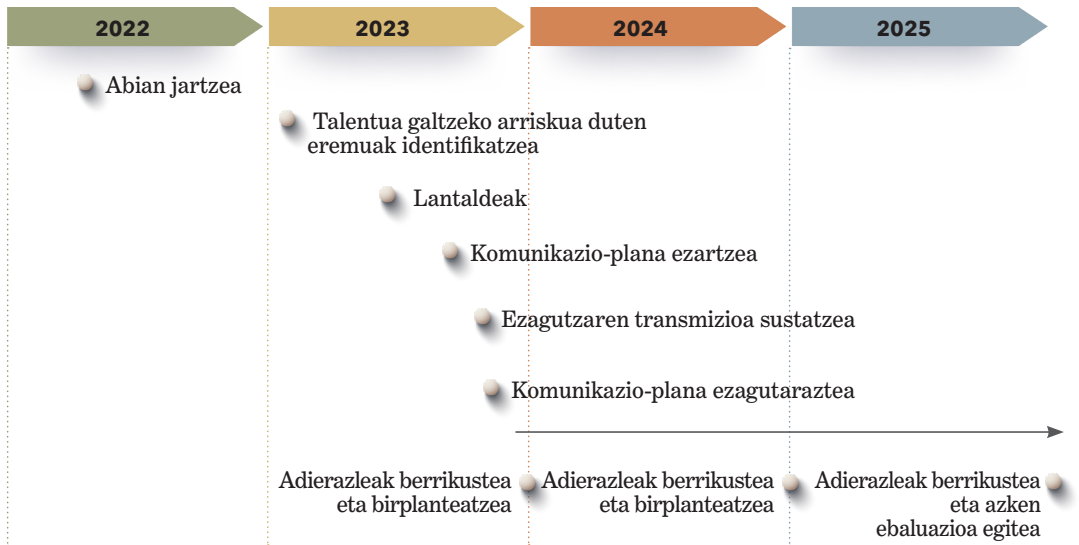 2022
2023
2024
2025
Abian jartzea
Talentua galtzeko arriskua duten
eremuak identifikatzea
Lantaldeak
Komunikazio-plana ezartzea
Ezagutzaren transmizioa sustatzea
Komunikazio-plana ezagutaraztea
Adierazleak berrikustea
eta birplanteatzea
Adierazleak berrikustea
eta birplanteatzea
Adierazleak berrikustea
eta azken
ebaluazioa egitea